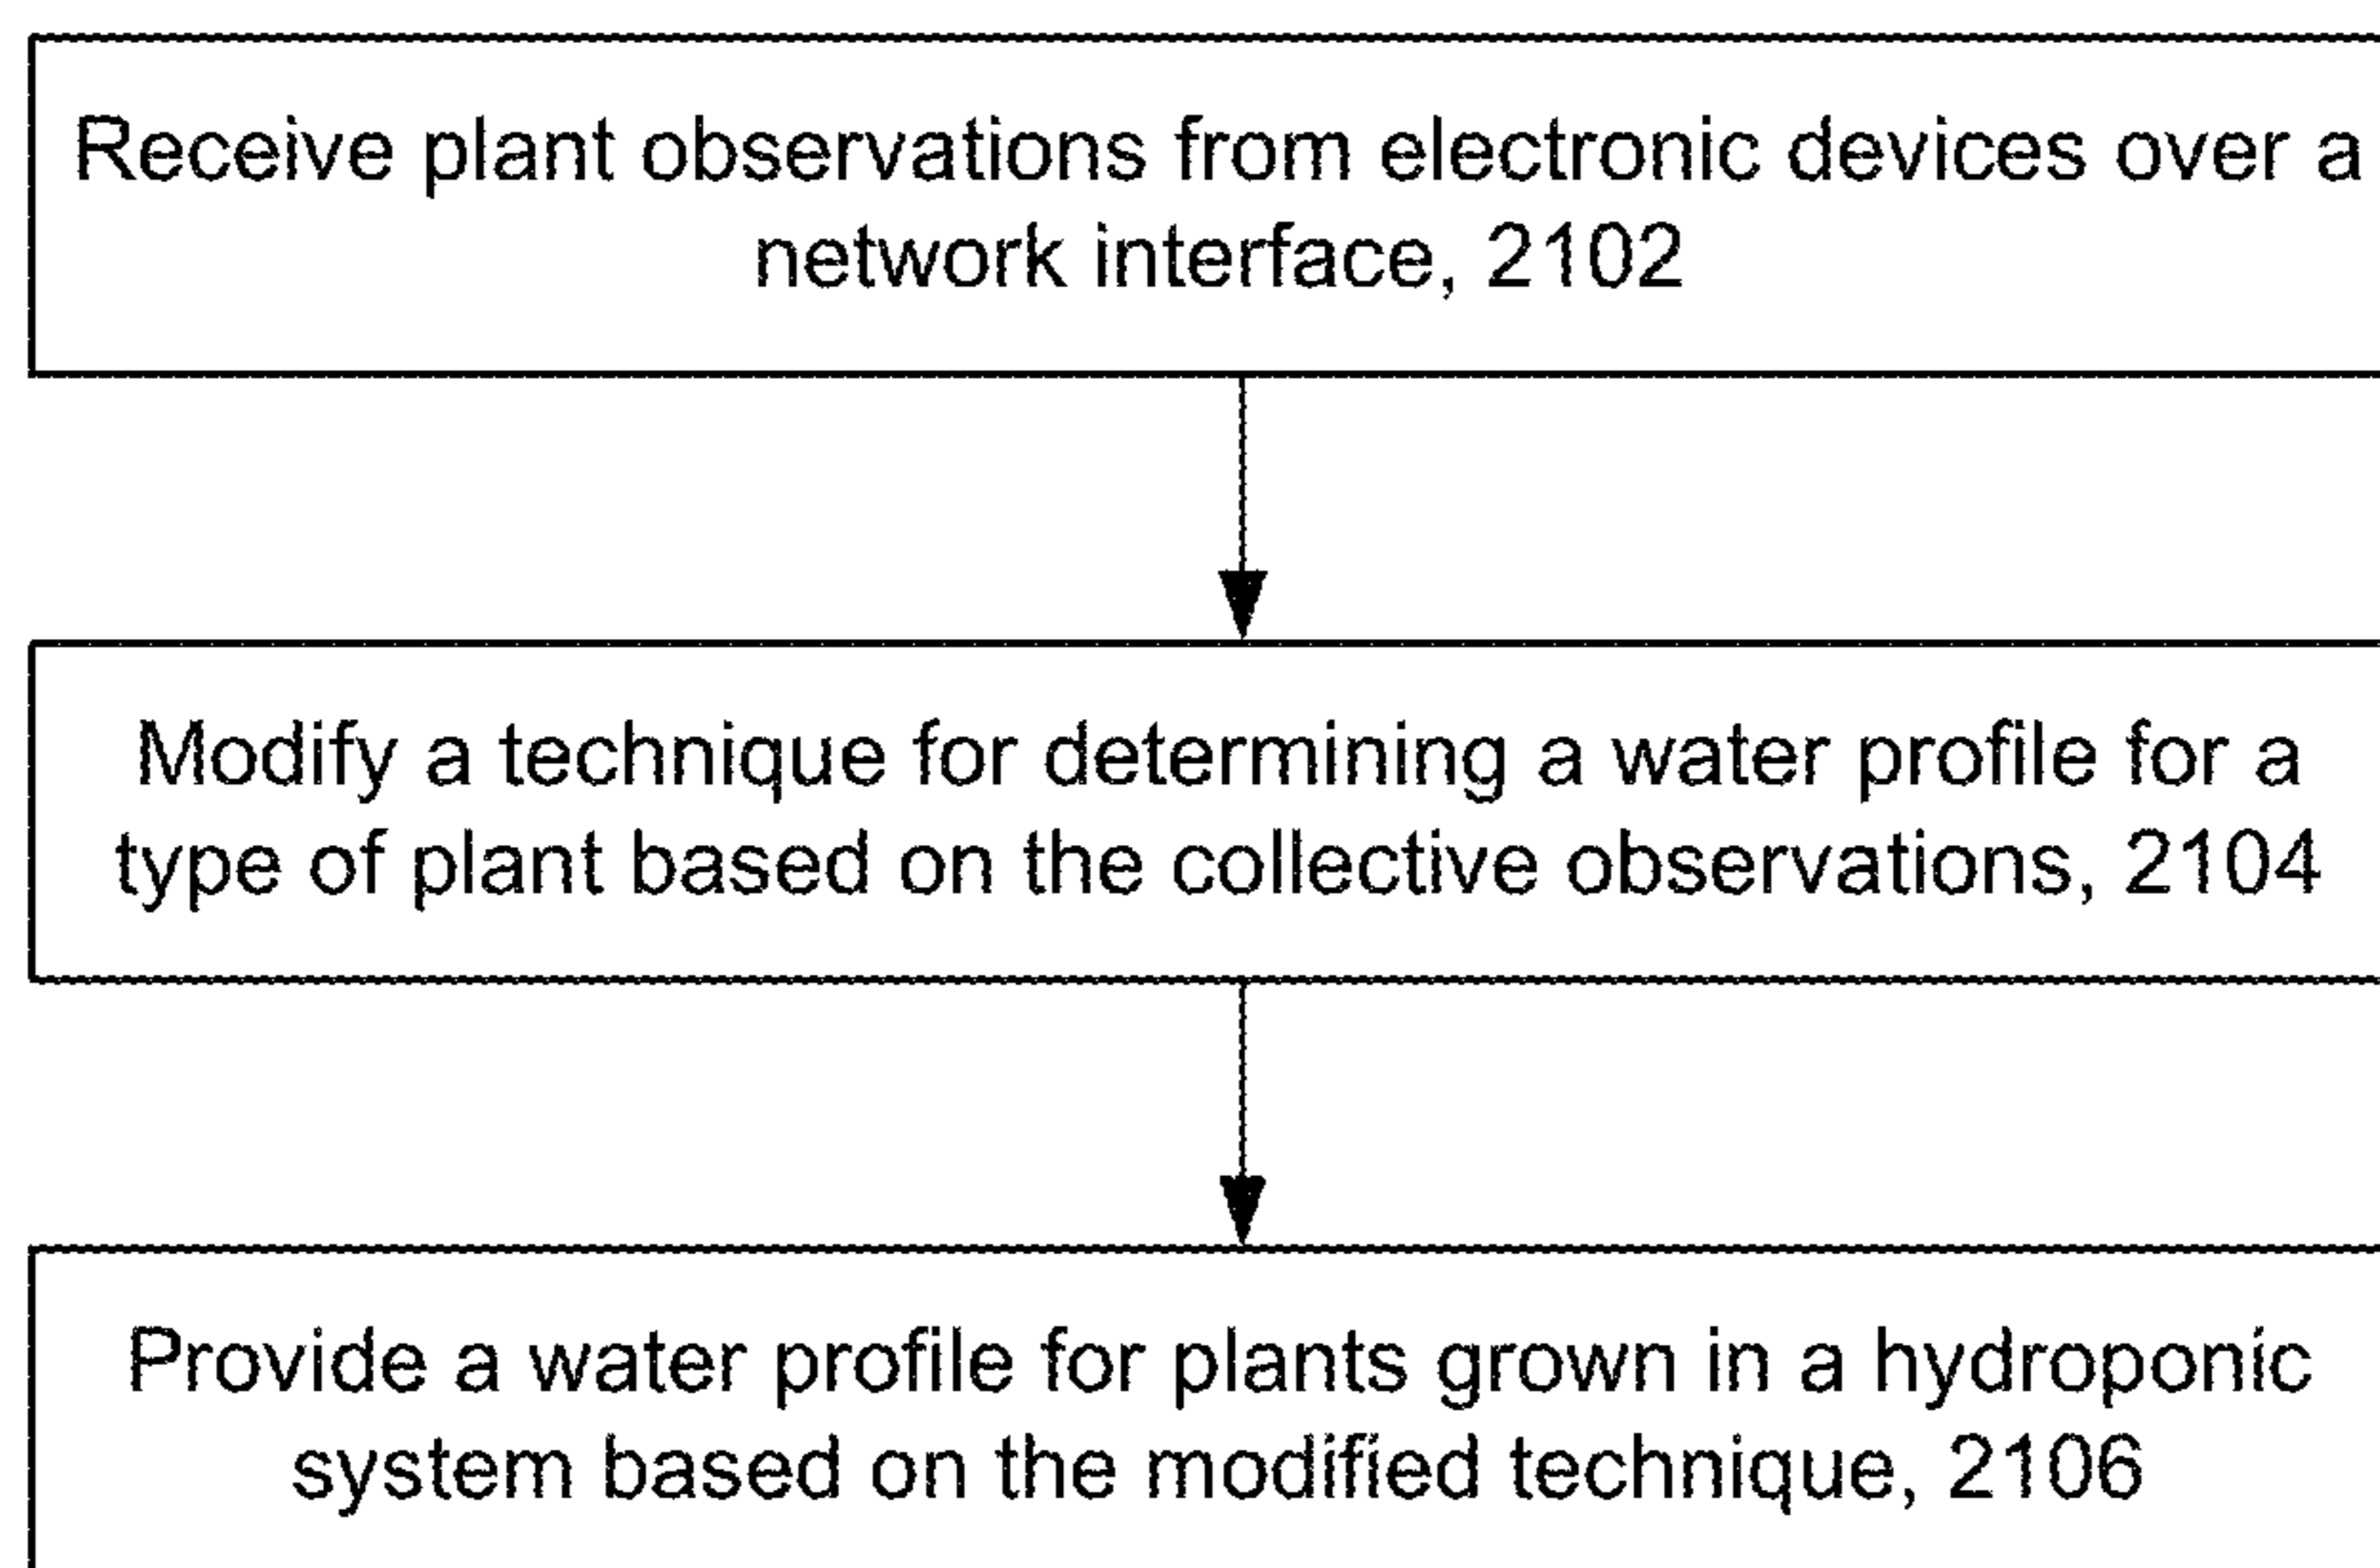 Receive plant observations from electronic devices over a
network interface, 2102
Modify a technique for determining a water profile for a
type of plant based on the collective observations, 2104
Provide a water profile for plants grown in a hydroponic
system based on the modified technique, 2106